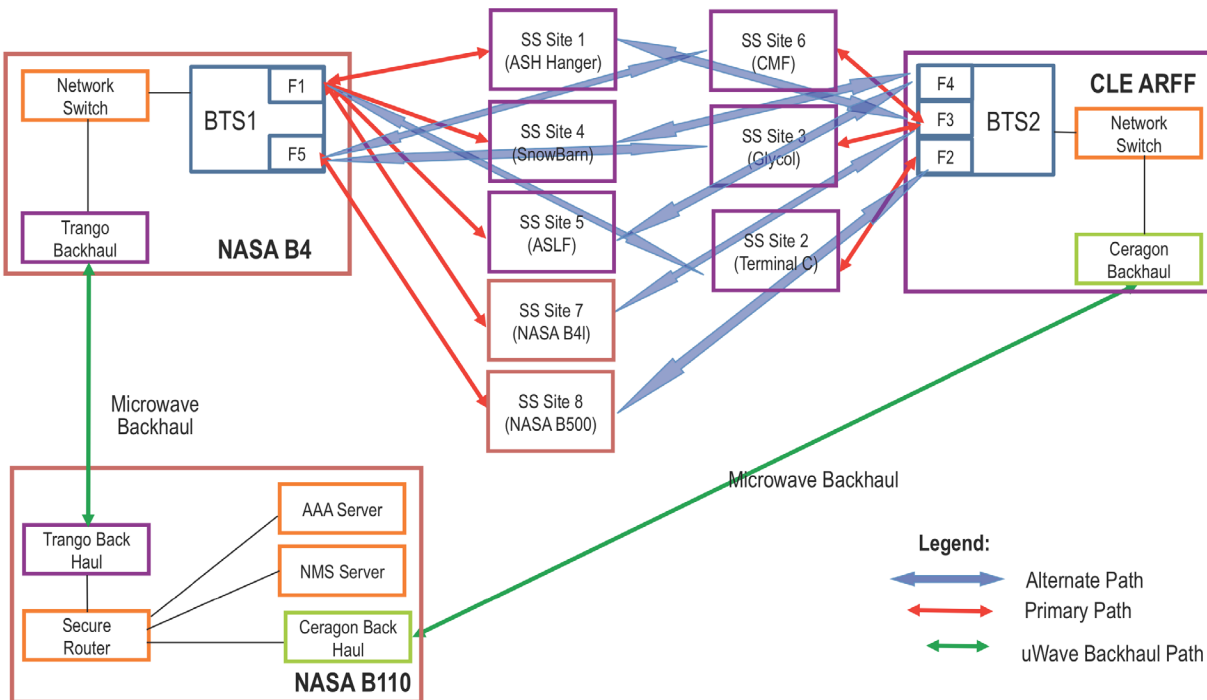 Network
Switch
BTS1
F1
F5
Trango
Backhaul
NASA B4
SS Site 1
(ASH Hanger)
SS Site 4
(SnowBarn)
SS Site 5
(ASLF)
SS Site 7
(NASA B4I)
SS Site 8
(NASA B500)
SS Site 6
(CMF)
SS Site 3
(Glycol)
SS Site 2
(Terminal C)
F4
F3
F2
BTS2
CLE ARFF
Network
Switch
Ceragon
Backhaul
Microwave
Backhaul
Microwave Backhaul
Trango Back
Haul
Secure
Router
AAA Server
NMS Server
Ceragon Back
Haul
NASA B110
Legend:
Alternate Path
Primary Path
uWave Backhaul Path